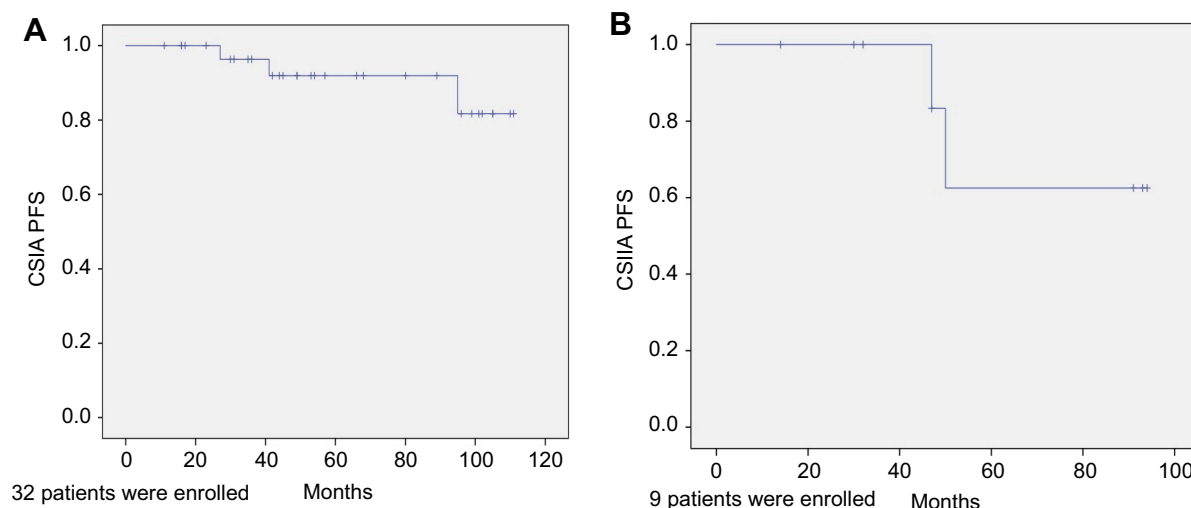 A
CSIA PFS
1.0
0.8
0.6
0.4
0.2
0.0
0 20 40 60 80 100 120
32 patients were enrolled Months
B
CSIIA PFS
1.0
0.8
0.6
0.4
0.2
0.0
0 20 40 60 80 100
9 patients were enrolled Months